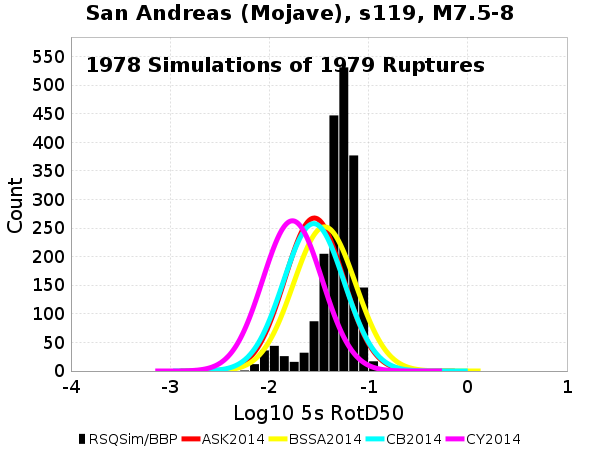 San Andreas (Mojave), s119, M7.5-8
1978 Simulations of 1979 Ruptures
Count
550
500
450
400
350
300
250
200
150
100
50
0
-4 -3 -2 -1 0 1
Log10 5s RotD50
RSQSim/BBP ASK2014 BSSA2014 CB2014 CY2014